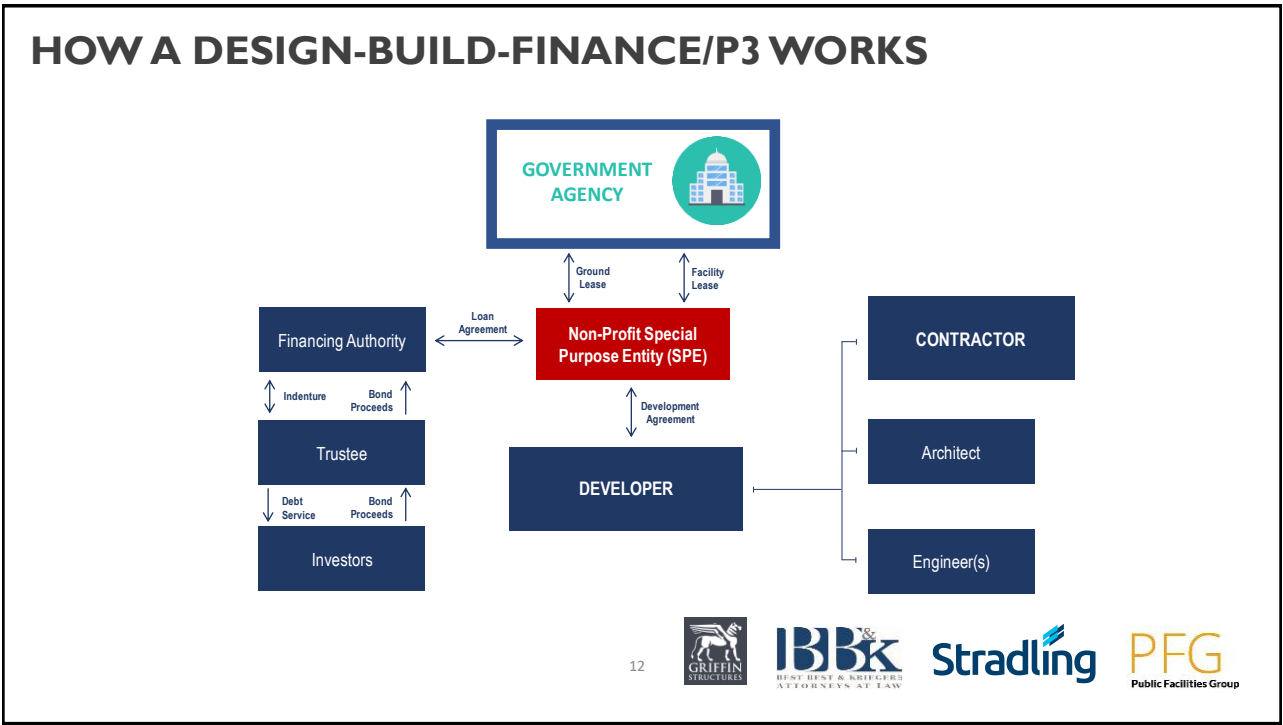 HOW A DESIGN-BUILD-FINANCE/P3 WORKS
GOVERNMENT
AGENCY
Ground
Lease
Facility
Lease
Financing Authority
Loan
Agreement
Non-Profit Special
Purpose Entity (SPE)
CONTRACTOR
Indenture
Bond
Proceeds
Development
Agreement
Trustee
Architect
DEVELOPER
Debt
Service
Bond
Proceeds
Investors
Engineer(s)
12
GRIFFIN
STRUCTURES
BB&K
BEST BEST & KRIEGER
ATTORNEYS AT LAW
Stradling
PFG
Public Facilities Group